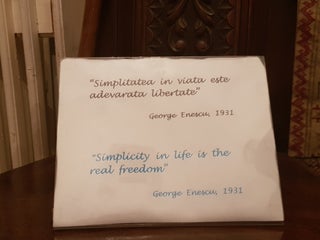 "Simplitatea in viata este
adevarata libertate"
George Enescu, 1931
"Simplicity in life is the
real freedom"
George Enescu, 1931